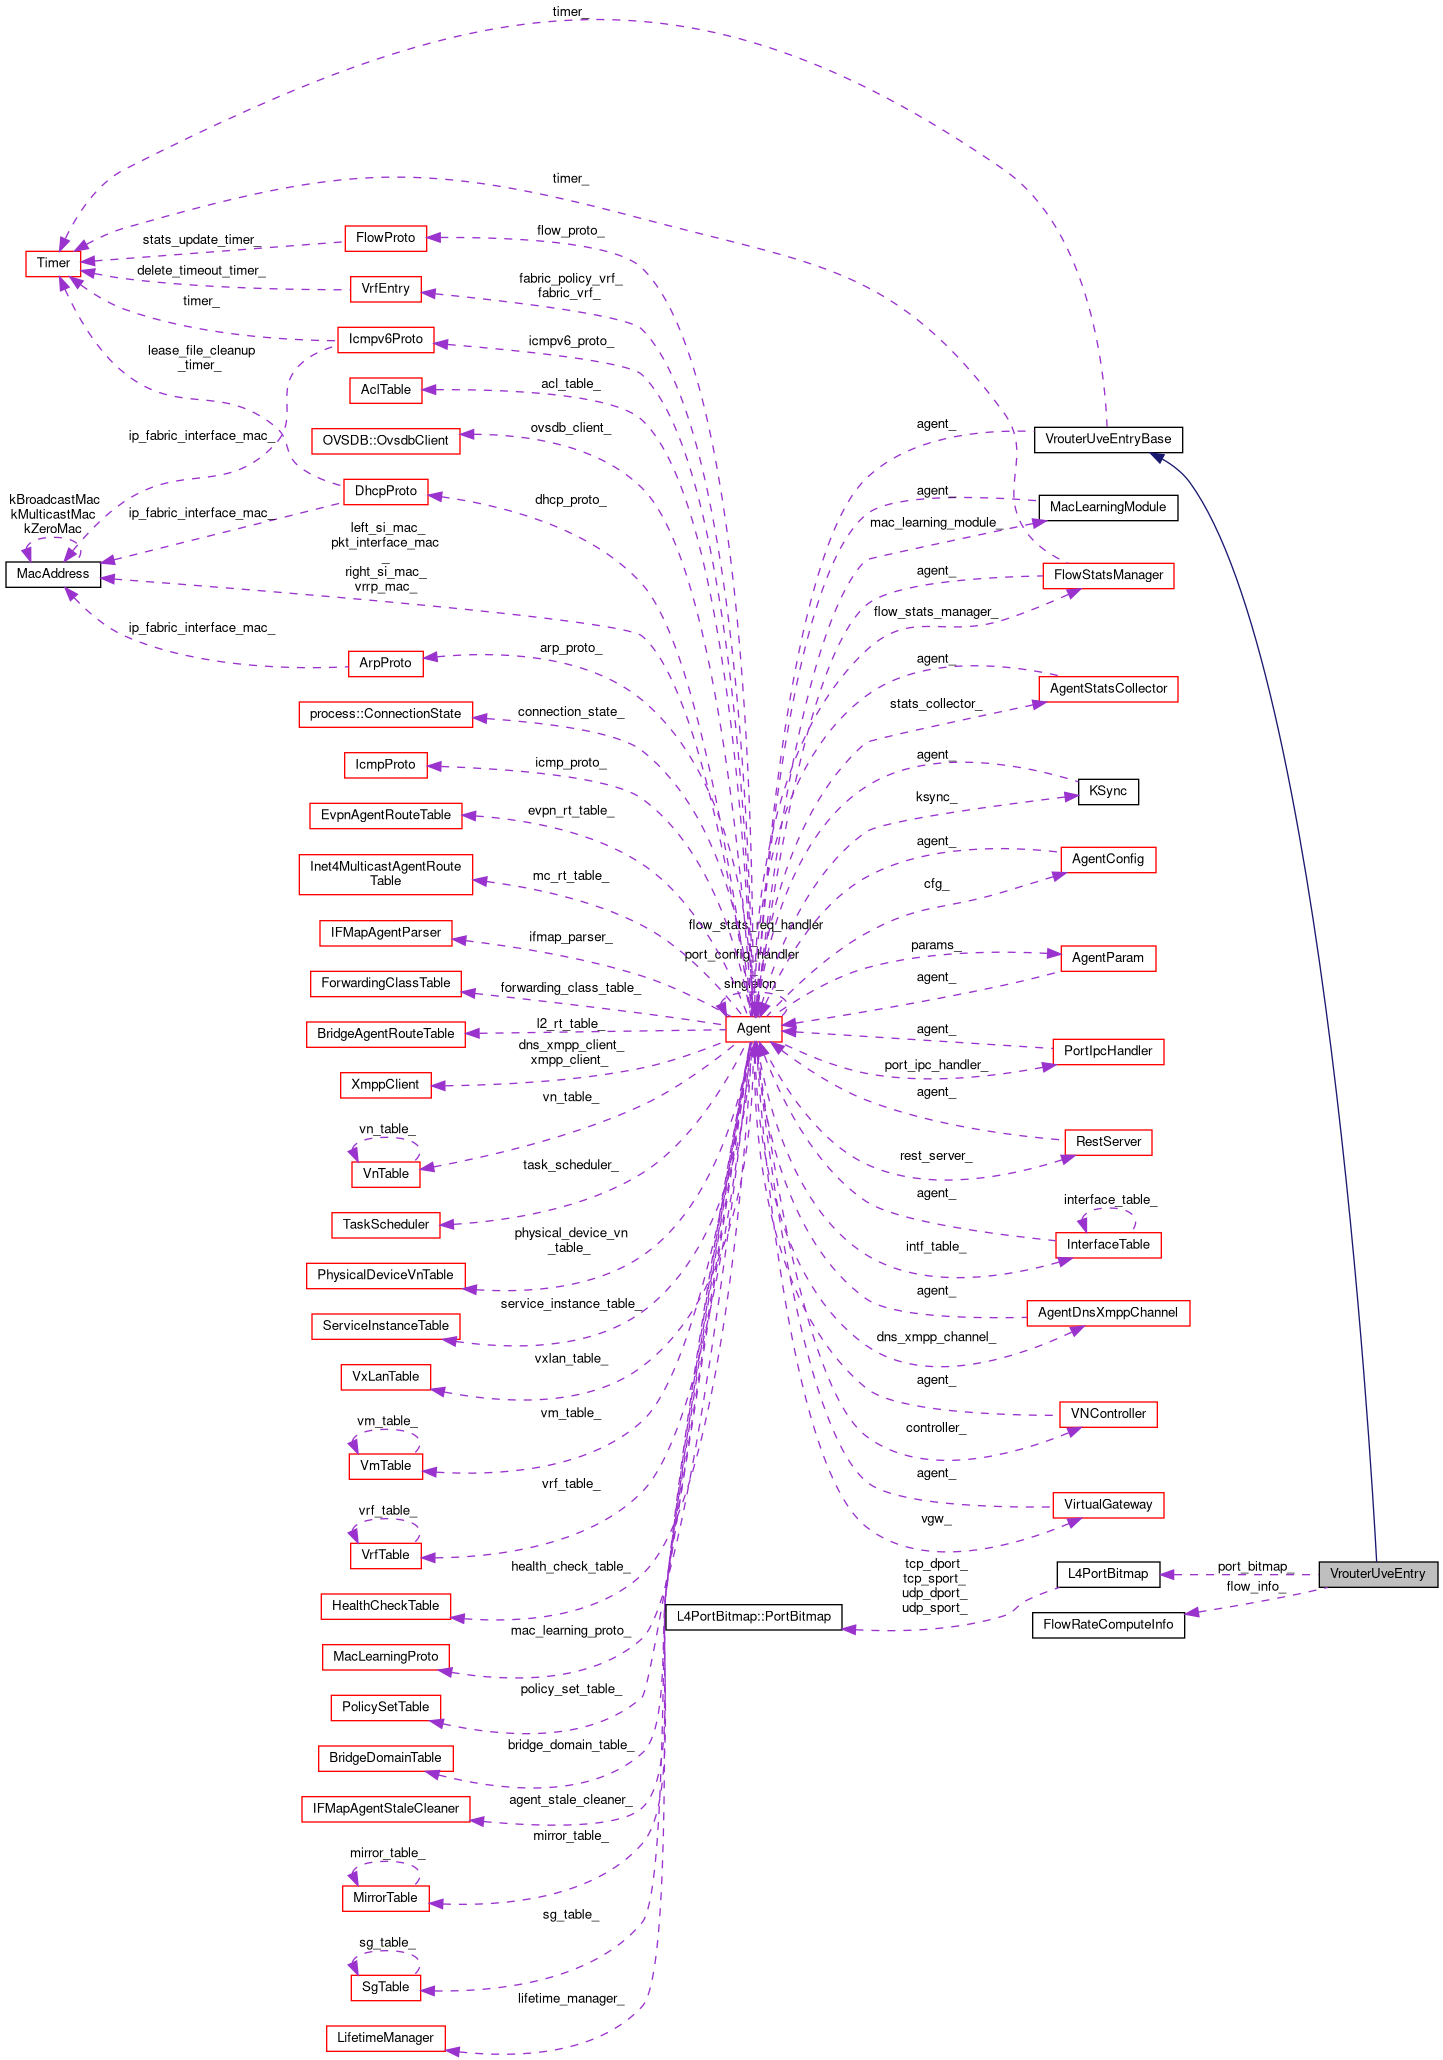 timer_
timer_
FlowProto
flow_proto_
stats_update_timer_
Timer
delete_timeout_timer_
VrfEntry
fabric_policy_vrf_
fabric_vrf_
timer_
Icmpv6Proto
icmpv6_proto_
lease_file_cleanup
_timer_
AclTable
acl_table_
ip_fabric_interface_mac_
OVSDB::OvsdbClient
ovsdb_client_
agent_
VrouterUveEntryBase
kBroadcastMac
kMulticastMac
kZeroMac
DhcpProto
dhcp_proto_
ip_fabric_interface_mac_
agent_
MacLearningModule
mac_learning_module_
left_si_mac_
pkt_interface_mac
_
right_si_mac_
vrrp_mac_
MacAddress
agent_
FlowStatsManager
flow_stats_manager_
ip_fabric_interface_mac_
ArpProto
arp_proto_
agent_
AgentStatsCollector
stats_collector_
process::ConnectionState
connection_state_
IcmpProto
icmp_proto_
agent_
KSync
ksync_
EvpnAgentRouteTable
evpn_rt_table_
Inet4MulticastAgentRoute
Table
mc_rt_table_
agent_
AgentConfig
cfg_
IFMapAgentParser
ifmap_parser_
flow_stats_req_handler
_
port_config_handler
_
singleton_
params_
AgentParam
agent_
ForwardingClassTable
forwarding_class_table_
BridgeAgentRouteTable
l2_rt_table_
Agent
agent_
PortIpcHandler
port_ipc_handler_
dns_xmpp_client_
xmpp_client_
XmppClient
vn_table_
agent_
vn_table_
VnTable
RestServer
rest_server_
task_scheduler_
TaskScheduler
agent_
interface_table_
InterfaceTable
intf_table_
physical_device_vn
_table_
PhysicalDeviceVnTable
agent_
AgentDnsXmppChannel
dns_xmpp_channel_
service_instance_table_
ServiceInstanceTable
vxlan_table_
VxLanTable
agent_
VNController
controller_
vm_table_
vm_table_
VmTable
agent_
VirtualGateway
vgw_
vrf_table_
vrf_table_
VrfTable
health_check_table_
HealthCheckTable
tcp_dport_
tcp_sport_
udp_dport_
udp_sport_
L4PortBitmap
port_bitmap_
VrouterUveEntry
flow_info_
L4PortBitmap::PortBitmap
FlowRateComputeInfo
mac_learning_proto_
MacLearningProto
policy_set_table_
PolicySetTable
bridge_domain_table_
BridgeDomainTable
agent_stale_cleaner_
IFMapAgentStaleCleaner
mirror_table_
mirror_table_
MirrorTable
sg_table_
sg_table_
SgTable
lifetime_manager_
LifetimeManager